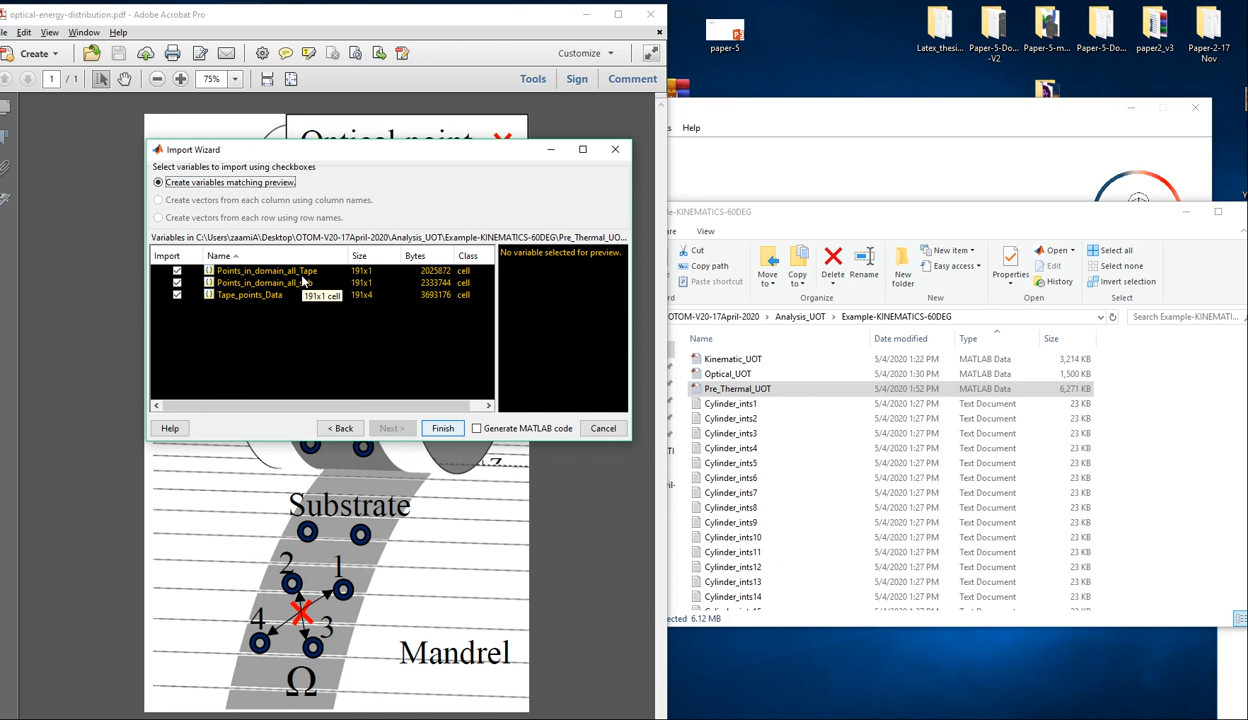 optical-energy-distribution.pdf - Adobe Acrobat Pro
Edit View Window Help
Create
Customize
1 / 1
75%
Tools Sign Comment
Optical point
Import Wizard
Select variables to import using checkboxes
Create variables matching preview.
Create vectors from each column using column names.
Create vectors from each row using row names.
Variables in C:\Users\zaamiA\Desktop\OTOM-V20-17April-2020\Analysis_UOT\Example-KINEMATICS-60DEG\Pre_Thermal_UO...
Import Name Size Bytes Class
Points_in_domain_all_Tape 191x1 2025872 cell
Points_in_domain_all 191x1 2333744 cell
Tape_points_Data 191x4 3693176 cell
191x1 cell
No variable selected for preview.
Help < Back Next > Finish Generate MATLAB code Cancel
Z
Substrate
2 1
4 3
Ω
Mandrel
paper-5
Latex_thesi...
Paper-5-Do... -V2
Paper-5-m...
Paper-5-Do...
paper2_v3
Paper-2-17 Nov
s Help
e-KINEMATICS-60DEG
are View
Cut
Copy path
Paste shortcut
Move to
Copy to
Delete
Rename
New folder
New item
Easy access
Properties
Open
Edit
History
Select all
Select none
Invert selection
rd Organize New Open Select
OTOM-V20-17April-2020 > Analysis_UOT > Example-KINEMATICS-60DEG
Search Example-KINEMATI...
Name Date modified Type Size
Kinematic_UOT 5/4/2020 1:22 PM MATLAB Data 3,214 KB
Optical_UOT 5/4/2020 1:30 PM MATLAB Data 1,500 KB
Pre_Thermal_UOT 5/4/2020 1:52 PM MATLAB Data 6,271 KB
Cylinder_ints1 5/4/2020 1:27 PM Text Document 23 KB
Cylinder_ints2 5/4/2020 1:27 PM Text Document 23 KB
Cylinder_ints3 5/4/2020 1:27 PM Text Document 23 KB
Cylinder_ints4 5/4/2020 1:27 PM Text Document 23 KB
Cylinder_ints5 5/4/2020 1:27 PM Text Document 23 KB
Cylinder_ints6 5/4/2020 1:27 PM Text Document 23 KB
Cylinder_ints7 5/4/2020 1:27 PM Text Document 23 KB
Cylinder_ints8 5/4/2020 1:27 PM Text Document 23 KB
Cylinder_ints9 5/4/2020 1:27 PM Text Document 23 KB
Cylinder_ints10 5/4/2020 1:27 PM Text Document 23 KB
Cylinder_ints11 5/4/2020 1:27 PM Text Document 23 KB
Cylinder_ints12 5/4/2020 1:27 PM Text Document 23 KB
Cylinder_ints13 5/4/2020 1:27 PM Text Document 23 KB
Cylinder_ints14 5/4/2020 1:27 PM Text Document 23 KB
ected 6.12 MB